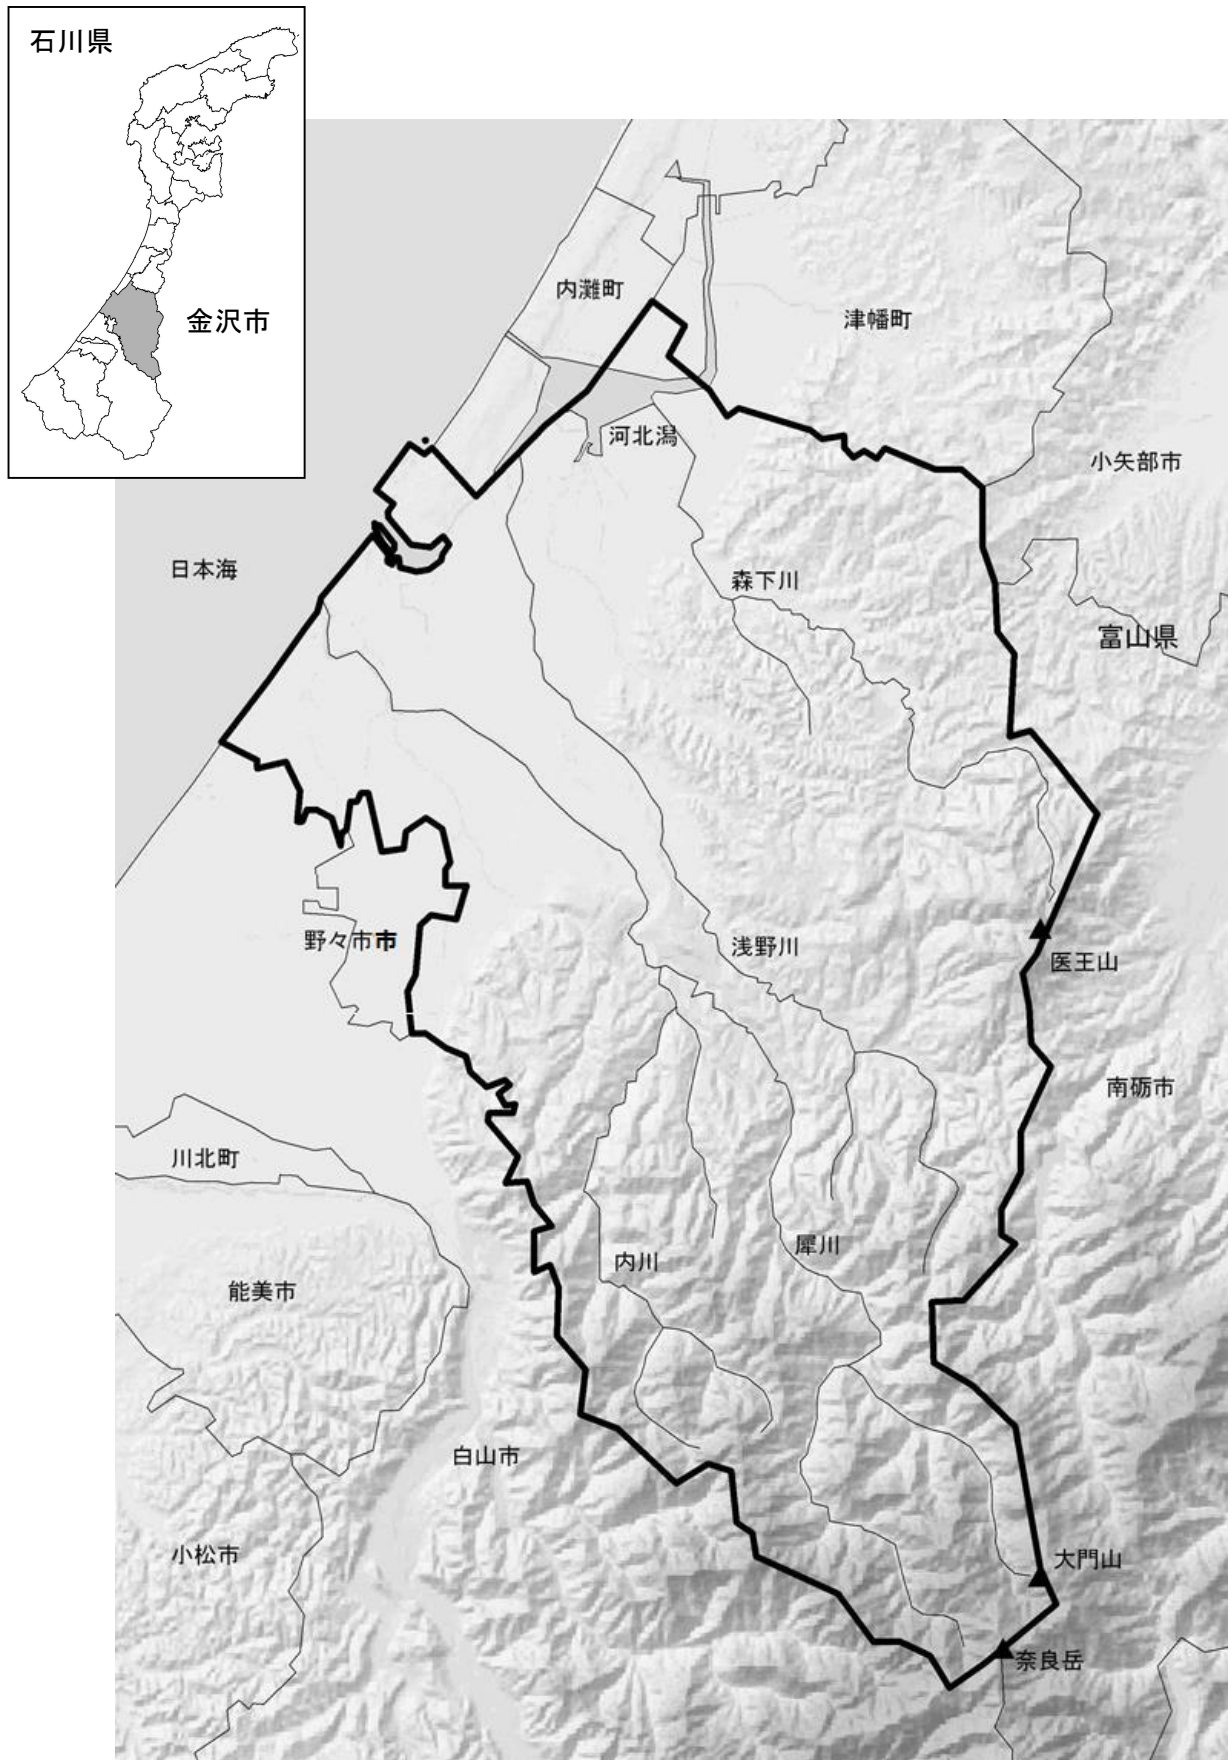 石川県
金沢市
内灘町
津幡町
河北潟
小矢部市
日本海
森下川
富山県
野々市市
浅野川
医王山
南砺市
川北町
内川
犀川
能美市
白山市
小松市
大門山
奈良岳